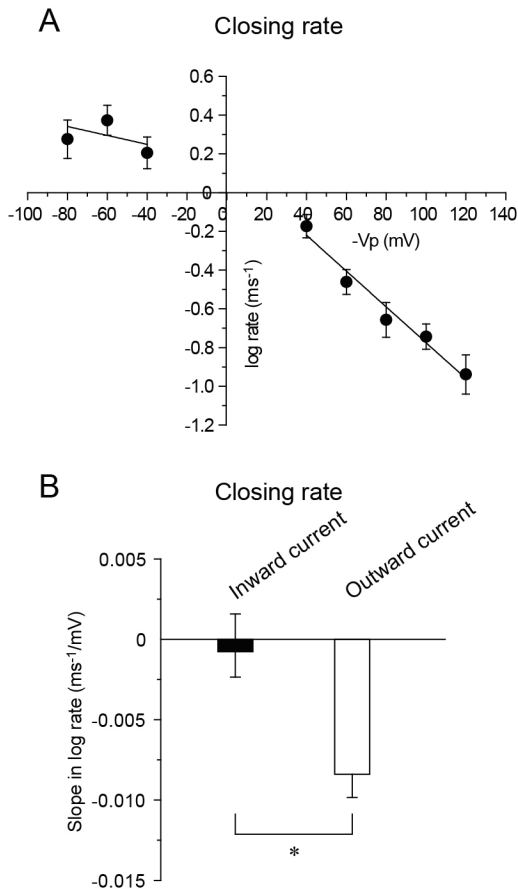 A
Closing rate
0.6
0.4
0.2
0
-100 -80 -60 -40 -20 0 20 40 60 80 100 120 140
-Vp (mV)
-0.2
-0.4
-0.6
-0.8
-1.0
-1.2
log rate (ms⁻¹)
B
Closing rate
Inward current
Outward current
0.005
0
-0.005
-0.010
-0.015
Slope in log rate (ms⁻¹/mV)
*